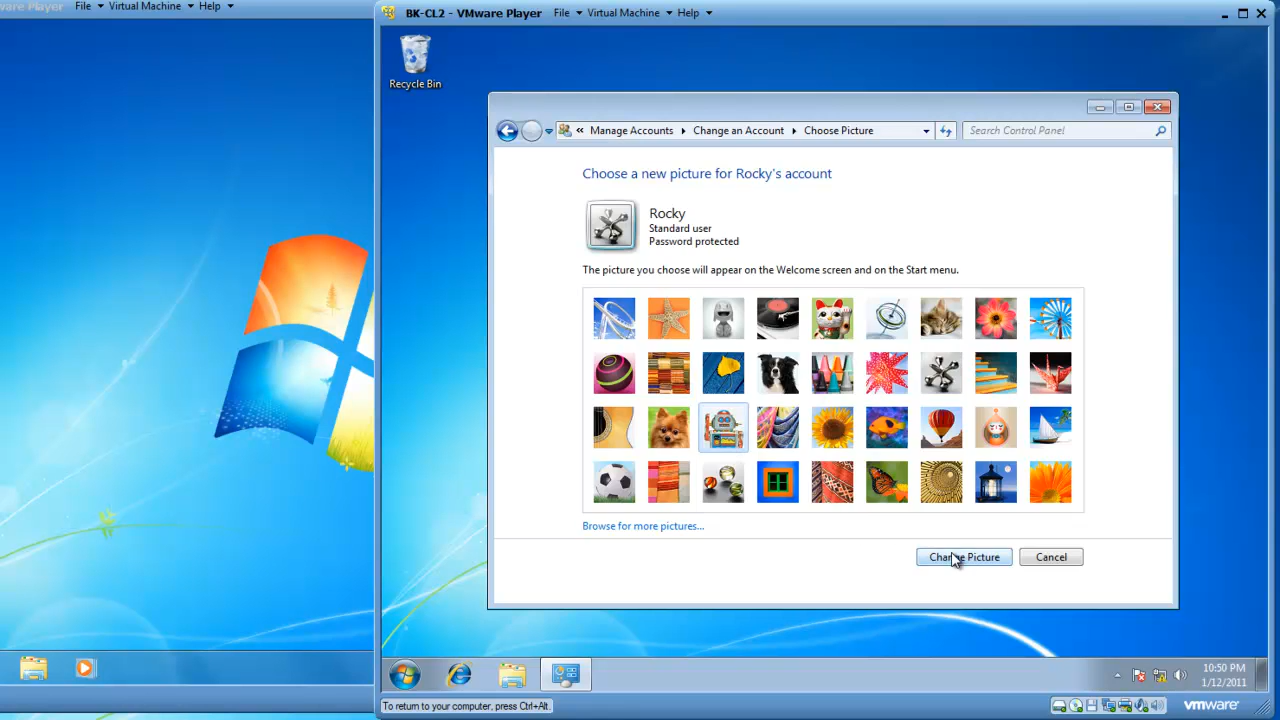 ware Player File Virtual Machine Help
BK-CL2 - VMware Player File Virtual Machine Help
Recycle Bin
« Manage Accounts Change an Account Choose Picture Search Control Panel
Choose a new picture for Rocky's account
Rocky
Standard user
Password protected
The picture you choose will appear on the Welcome screen and on the Start menu.
Browse for more pictures...
Change Picture Cancel
10:50 PM
1/12/2011
To return to your computer, press Ctrl+Alt.
vmware